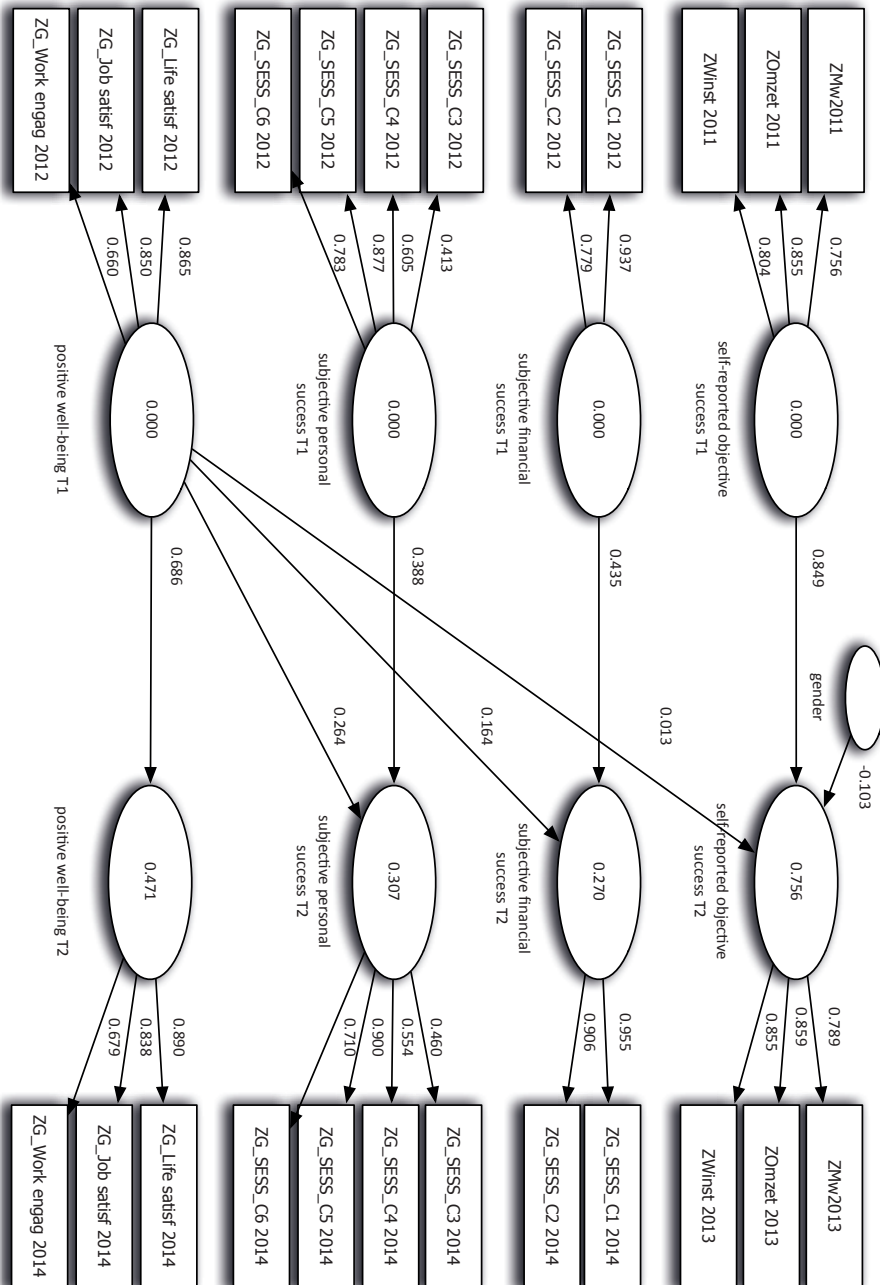 ZMw2011
ZOmzet 2011
ZWinst 2011
ZG_SESS_C1 2012
ZG_SESS_C2 2012
ZG_SESS_C3 2012
ZG_SESS_C4 2012
ZG_SESS_C5 2012
ZG_SESS_C6 2012
ZG_Life satisf 2012
ZG_Job satisf 2012
ZG_Work engag 2012
0.756
0.855
0.804
0.937
0.779
0.413
0.605
0.877
0.783
0.865
0.850
0.660
0.000
self-reported objective
success T1
0.000
subjective financial
success T1
0.000
subjective personal
success T1
0.000
positive well-being T1
0.849
0.435
0.388
0.686
gender
-0.103
0.013
0.164
0.264
0.756
self-reported objective
success T2
0.270
subjective financial
success T2
0.307
subjective personal
success T2
0.471
positive well-being T2
0.789
0.859
0.855
0.955
0.906
0.460
0.554
0.900
0.710
0.890
0.838
0.679
ZMw2013
ZOmzet 2013
ZWinst 2013
ZG_SESS_C1 2014
ZG_SESS_C2 2014
ZG_SESS_C3 2014
ZG_SESS_C4 2014
ZG_SESS_C5 2014
ZG_SESS_C6 2014
ZG_Life satisf 2014
ZG_Job satisf 2014
ZG_Work engag 2014